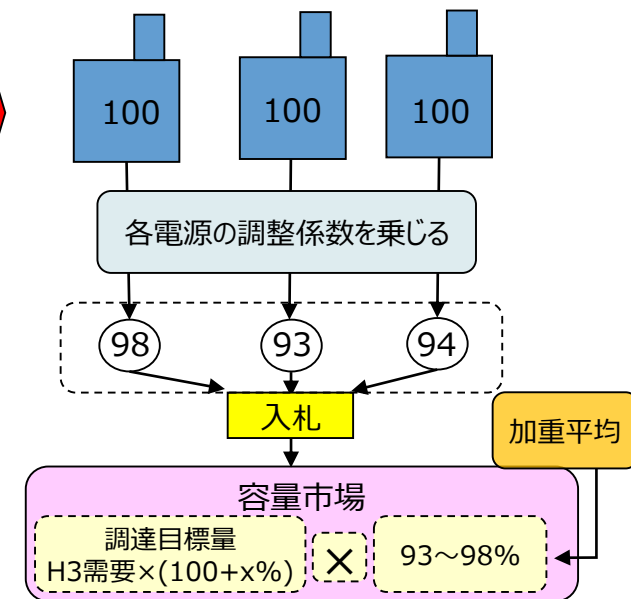 100
100
100
各電源の調整係数を乗じる
98
93
94
入札
加重平均
容量市場
調達目標量
H3需要×(100+x%)
×
93～98%